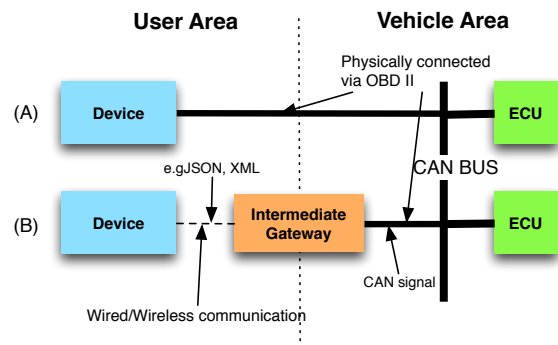 User Area
Vehicle Area
Physically connected
via OBD II
(A)
Device
ECU
e.gJSON, XML
CAN BUS
(B)
Device
Intermediate
Gateway
ECU
CAN signal
Wired/Wireless communication